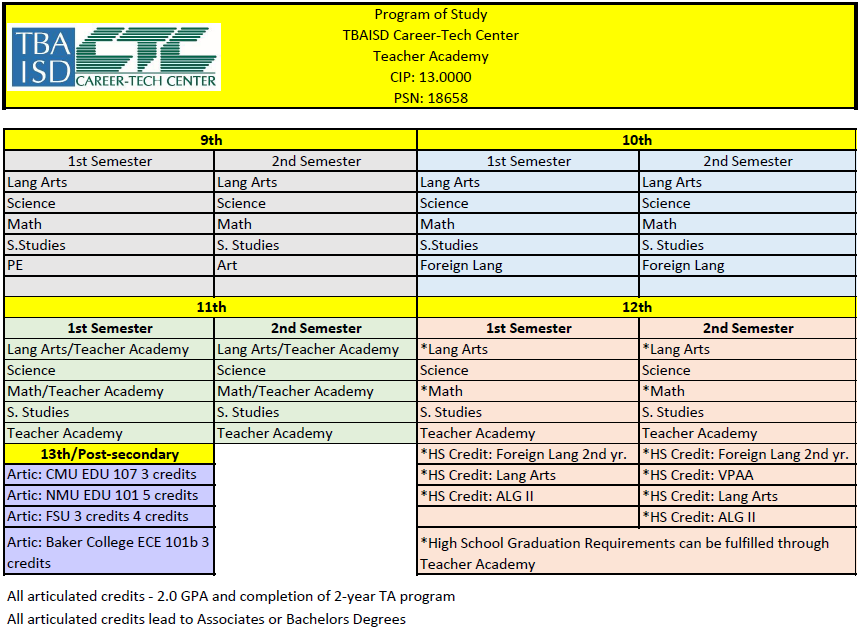 Program of Study
TBAISD Career-Tech Center
Teacher Academy
CIP: 13.0000
PSN: 18658
TBA
ISD
CTC
CAREER-TECH CENTER
9th 10th
1st Semester 2nd Semester 1st Semester 2nd Semester
Lang Arts Lang Arts Lang Arts Lang Arts
Science Science Science Science
Math Math Math Math
S.Studies S. Studies S.Studies S. Studies
PE Art Foreign Lang Foreign Lang
11th 12th
1st Semester 2nd Semester 1st Semester 2nd Semester
Lang Arts/Teacher Academy Lang Arts/Teacher Academy *Lang Arts *Lang Arts
Science Science Science Science
Math/Teacher Academy Math/Teacher Academy *Math *Math
S. Studies S. Studies S. Studies S. Studies
Teacher Academy Teacher Academy Teacher Academy Teacher Academy
13th/Post-secondary *HS Credit: Foreign Lang 2nd yr. *HS Credit: Foreign Lang 2nd yr.
Artic: CMU EDU 107 3 credits *HS Credit: Lang Arts *HS Credit: VPAA
Artic: NMU EDU 101 5 credits *HS Credit: ALG II *HS Credit: Lang Arts
Artic: FSU 3 credits 4 credits *HS Credit: ALG II
Artic: Baker College ECE 101b 3
credits
*High School Graduation Requirements can be fulfilled through
Teacher Academy
All articulated credits - 2.0 GPA and completion of 2-year TA program
All articulated credits lead to Associates or Bachelors Degrees